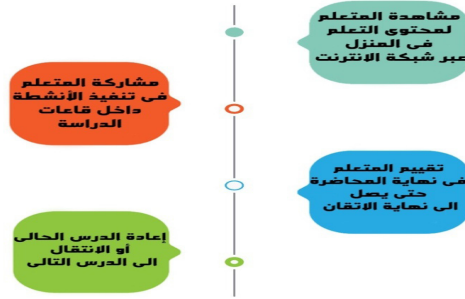 مشاهدة المتعلم
لمحتوى التعلم
فى المنزل
عبر شبكة الانترنت
مشاركة المتعلم
فى تنفيذ الأنشطة
داخل قاعات
الدراسة
تقييم المتعلم
فى نهاية المحاضرة
حتى يصل
الى نهاية الاتقان
إعادة الدرس الحالى
أو الانتقال
الى الدرس التالى